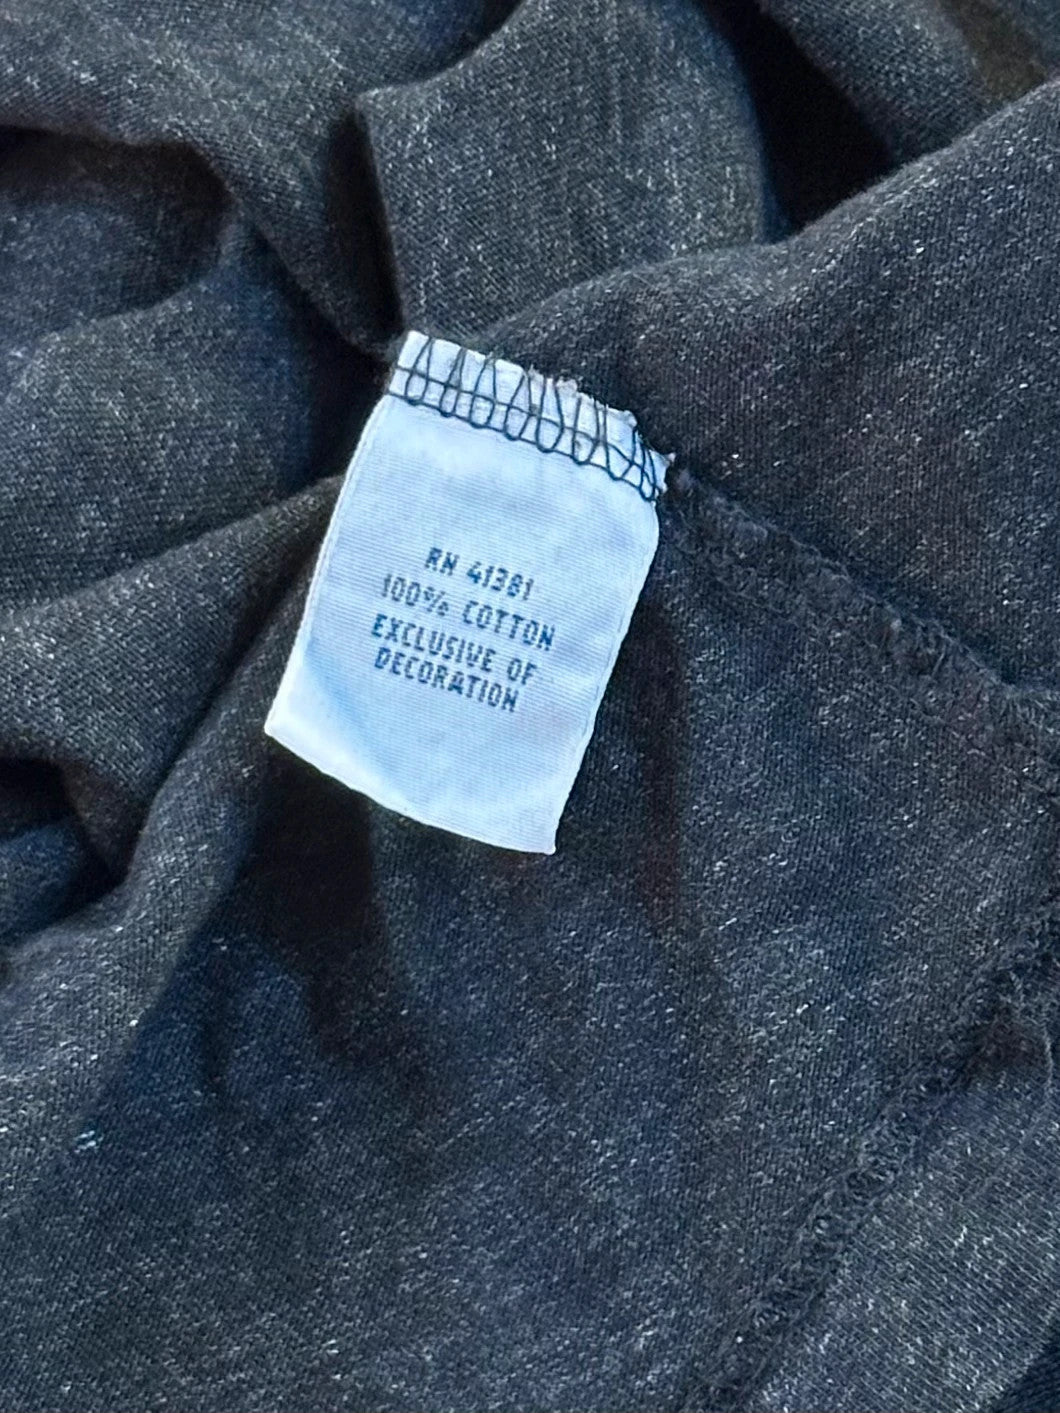 RN 41381
100% COTTON
EXCLUSIVE OF
DECORATION